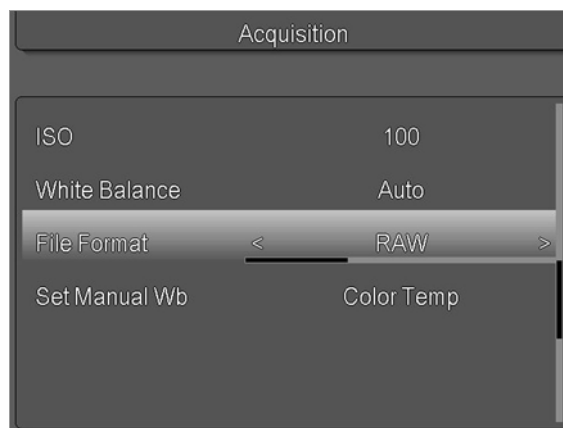 Acquisition
ISO 100
White Balance Auto
File Format < RAW >
Set Manual Wb Color Temp